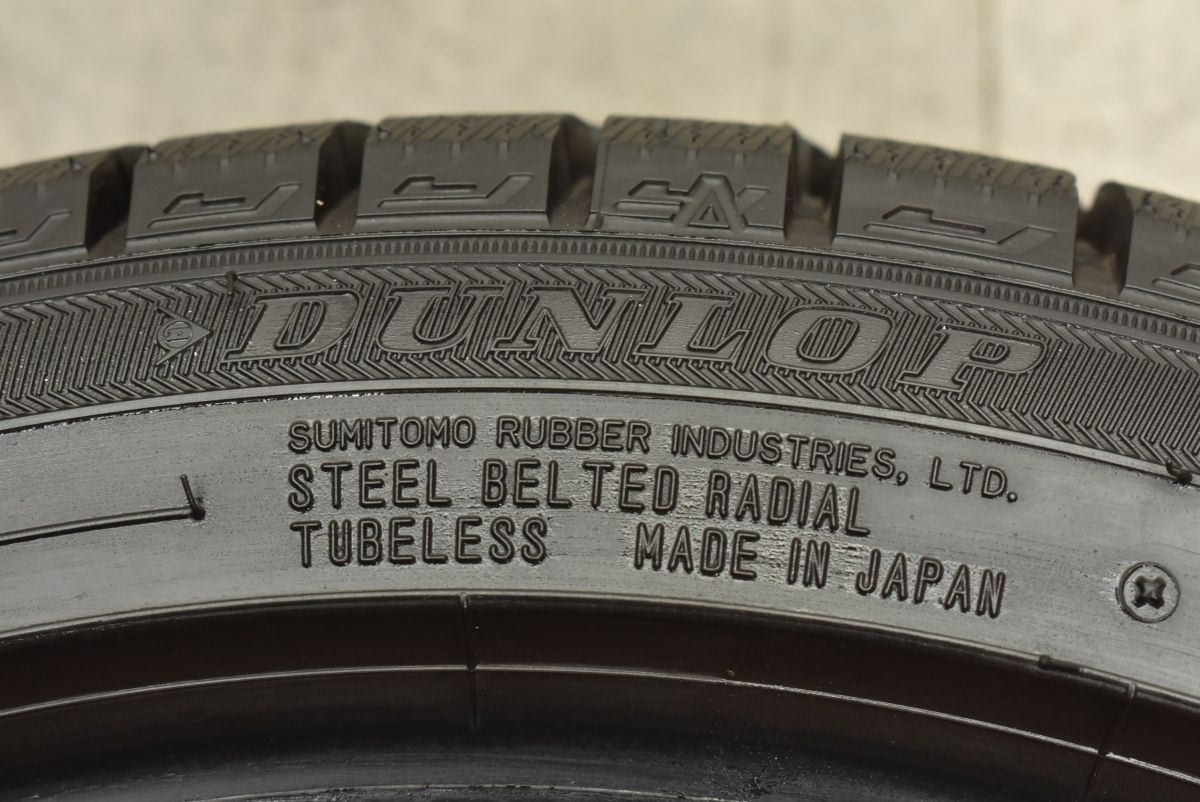 DUNLOP
SUMITOMO RUBBER INDUSTRIES, LTD.
STEEL BELTED RADIAL
TUBELESS MADE IN JAPAN